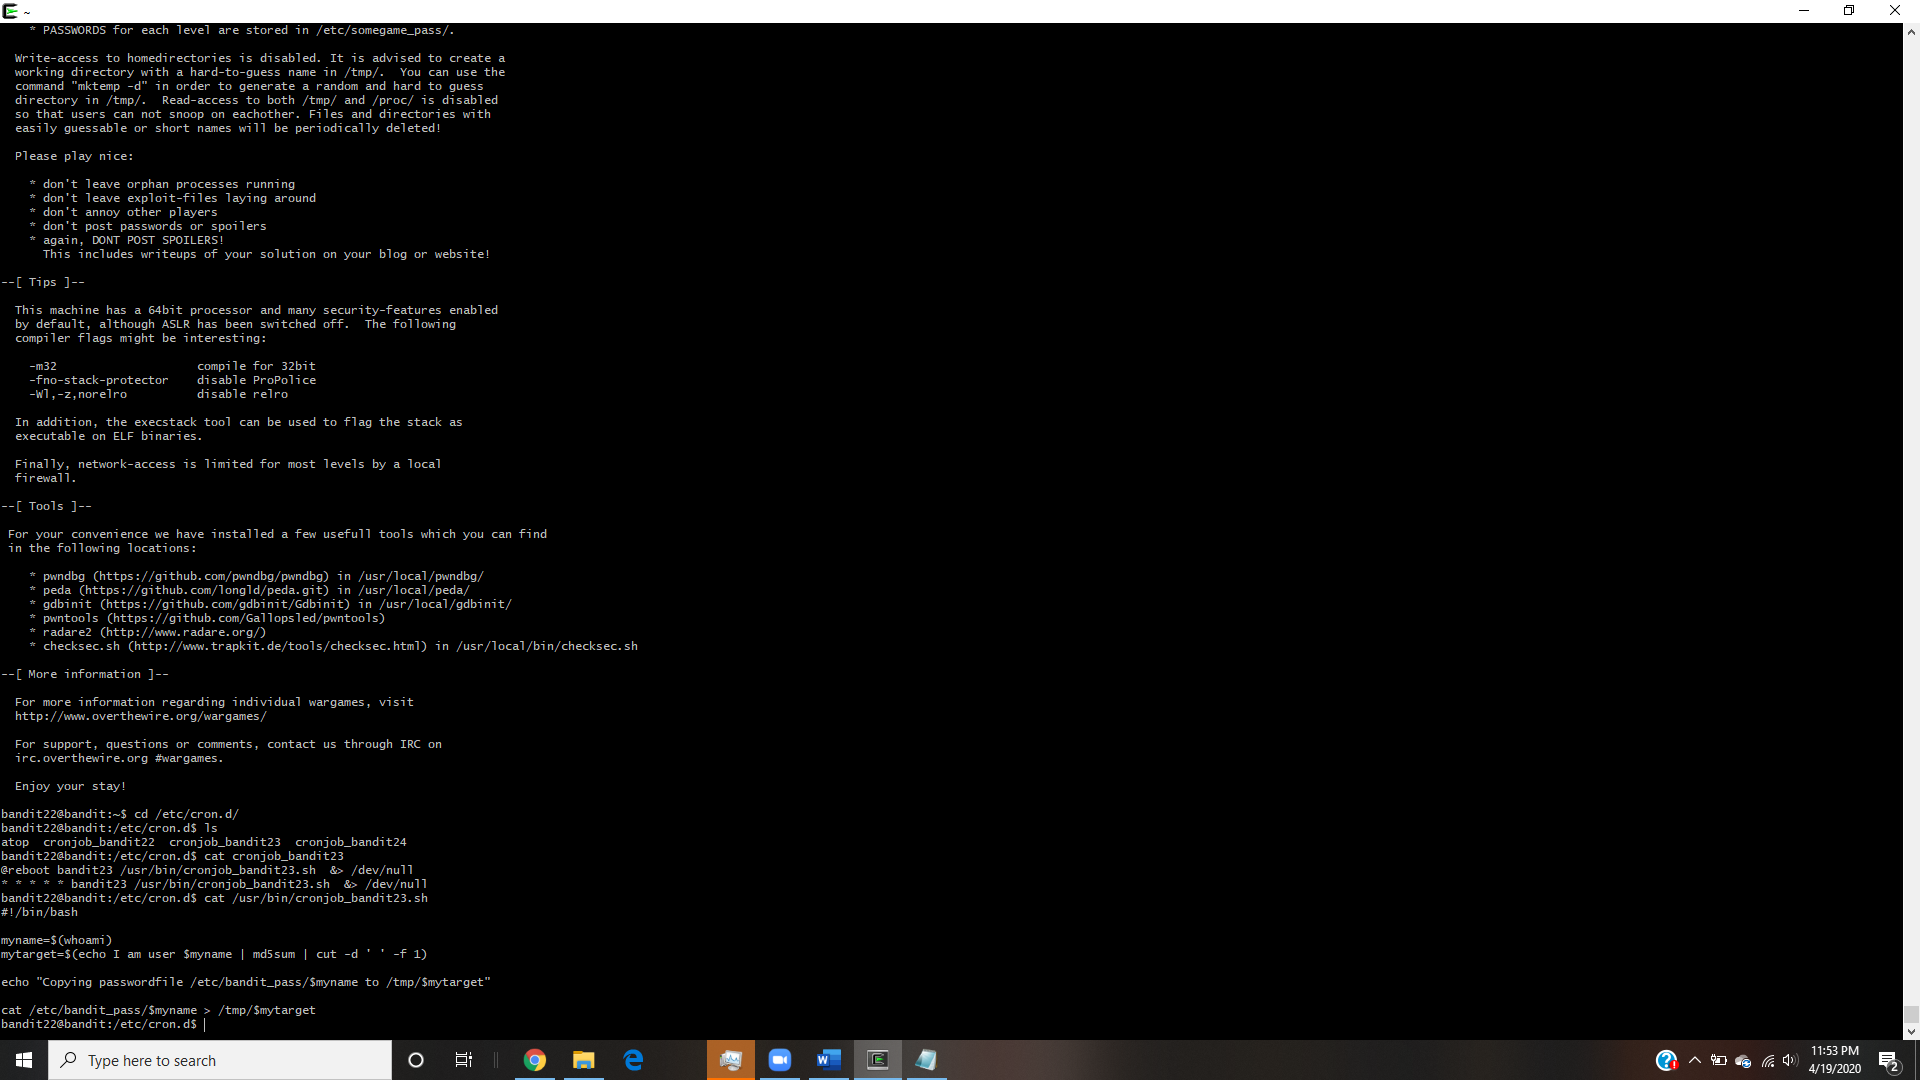 ~
* PASSWORDS for each level are stored in /etc/somegame_pass/.
Write-access to homedirectories is disabled. It is advised to create a
working directory with a hard-to-guess name in /tmp/.  You can use the
command "mktemp -d" in order to generate a random and hard to guess
directory in /tmp/.  Read-access to both /tmp/ and /proc/ is disabled
so that users can not snoop on eachother. Files and directories with
easily guessable or short names will be periodically deleted!
Please play nice:
* don't leave orphan processes running
* don't leave exploit-files laying around
* don't annoy other players
* don't post passwords or spoilers
* again, DONT POST SPOILERS!
This includes writeups of your solution on your blog or website!
--[ Tips ]--
This machine has a 64bit processor and many security-features enabled
by default, although ASLR has been switched off.  The following
compiler flags might be interesting:
-m32                    compile for 32bit
-fno-stack-protector    disable ProPolice
-Wl,-z,norelro          disable relro
In addition, the execstack tool can be used to flag the stack as
executable on ELF binaries.
Finally, network-access is limited for most levels by a local
firewall.
--[ Tools ]--
For your convenience we have installed a few usefull tools which you can find
in the following locations:
* pwndbg (https://github.com/pwndbg/pwndbg) in /usr/local/pwndbg/
* peda (https://github.com/longld/peda.git) in /usr/local/peda/
* gdbinit (https://github.com/gdbinit/Gdbinit) in /usr/local/gdbinit/
* pwntools (https://github.com/Gallopsled/pwntools)
* radare2 (http://www.radare.org/)
* checksec.sh (http://www.trapkit.de/tools/checksec.html) in /usr/local/bin/checksec.sh
--[ More information ]--
For more information regarding individual wargames, visit
http://www.overthewire.org/wargames/
For support, questions or comments, contact us through IRC on
irc.overthewire.org #wargames.
Enjoy your stay!
bandit22@bandit:~$ cd /etc/cron.d/
bandit22@bandit:/etc/cron.d$ ls
atop  cronjob_bandit22  cronjob_bandit23  cronjob_bandit24
bandit22@bandit:/etc/cron.d$ cat cronjob_bandit23
@reboot bandit23 /usr/bin/cronjob_bandit23.sh  &> /dev/null
* * * * * bandit23 /usr/bin/cronjob_bandit23.sh  &> /dev/null
bandit22@bandit:/etc/cron.d$ cat /usr/bin/cronjob_bandit23.sh
#!/bin/bash
myname=$(whoami)
mytarget=$(echo I am user $myname | md5sum | cut -d ' ' -f 1)
echo "Copying passwordfile /etc/bandit_pass/$myname to /tmp/$mytarget"
cat /etc/bandit_pass/$myname > /tmp/$mytarget
bandit22@bandit:/etc/cron.d$
Type here to search
11:53 PM
4/19/2020
2